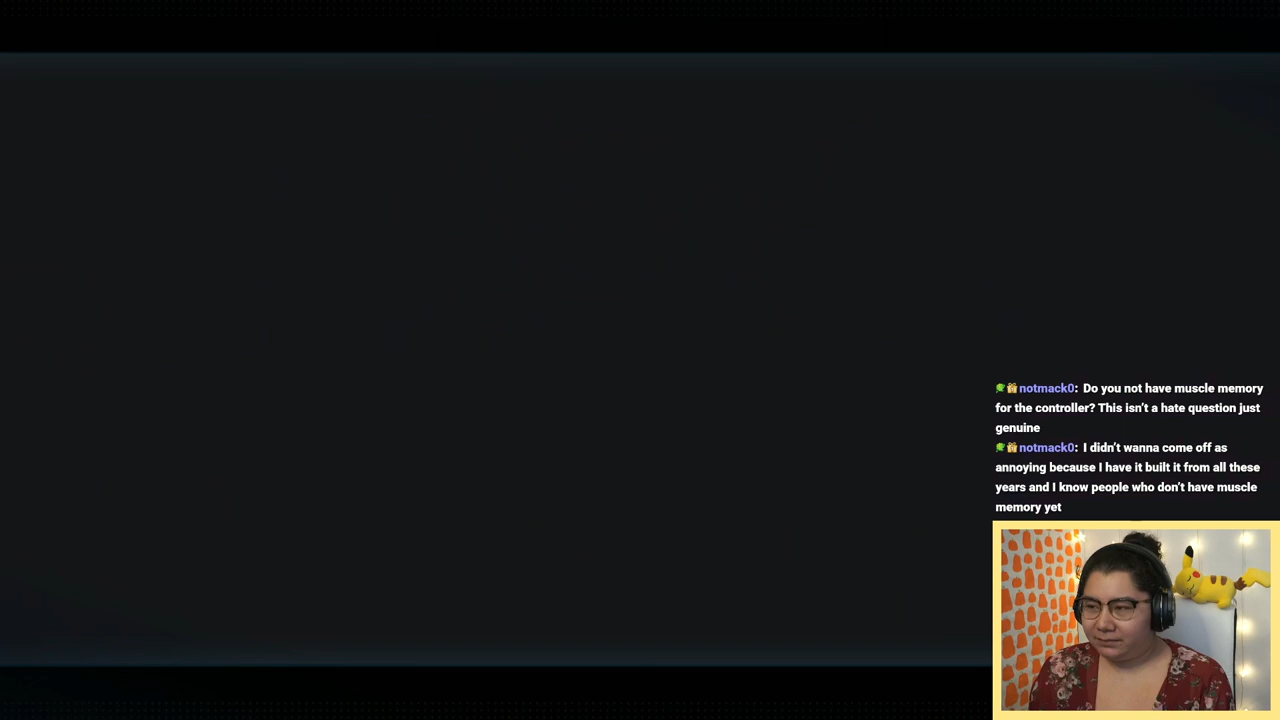 notmack0: Do you not have muscle memory
for the controller? This isn’t a hate question just
genuine
notmack0: I didn’t wanna come off as
annoying because I have it built it from all these
years and I know people who don’t have muscle
memory yet